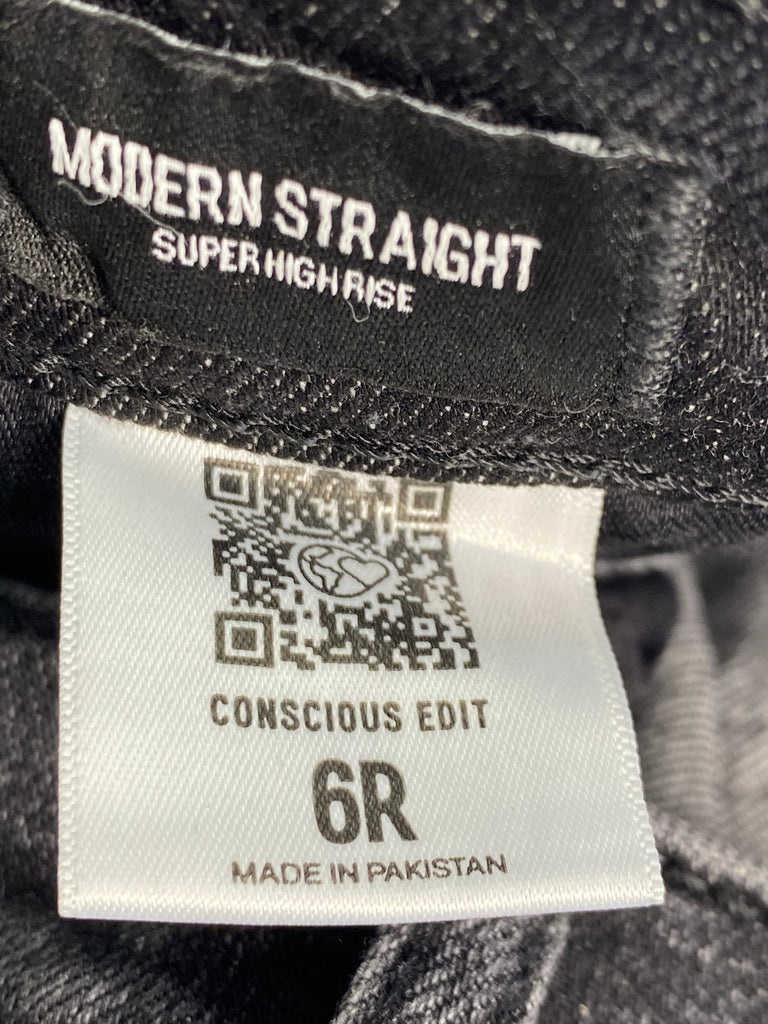 MODERN STRAIGHT
SUPER HIGH RISE
CONSCIOUS EDIT
6R
MADE IN PAKISTAN